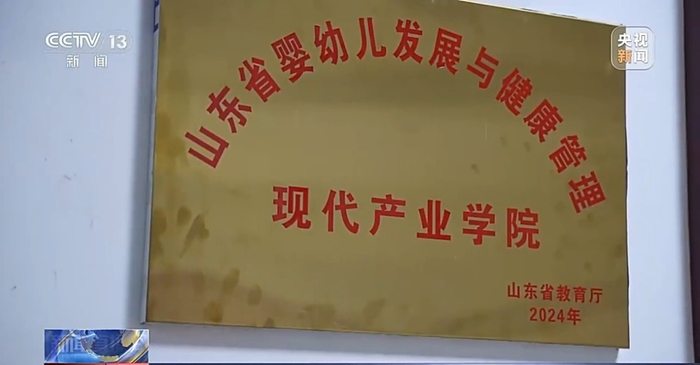 CCTV 13
新闻
央视
新闻
山东省婴幼儿发展与健康管理
现代产业学院
山东省教育厅
2024年